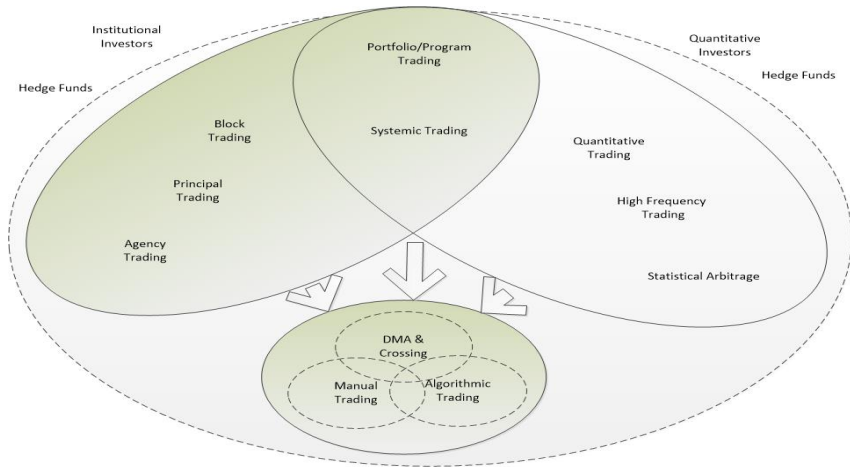 Institutional
Investors
Hedge Funds
Portfolio/Program
Trading
Quantitative
Investors
Hedge Funds
Block
Trading
Systemic Trading
Quantitative
Trading
Principal
Trading
High Frequency
Trading
Agency
Trading
Statistical Arbitrage
DMA &
Crossing
Manual
Trading
Algorithmic
Trading